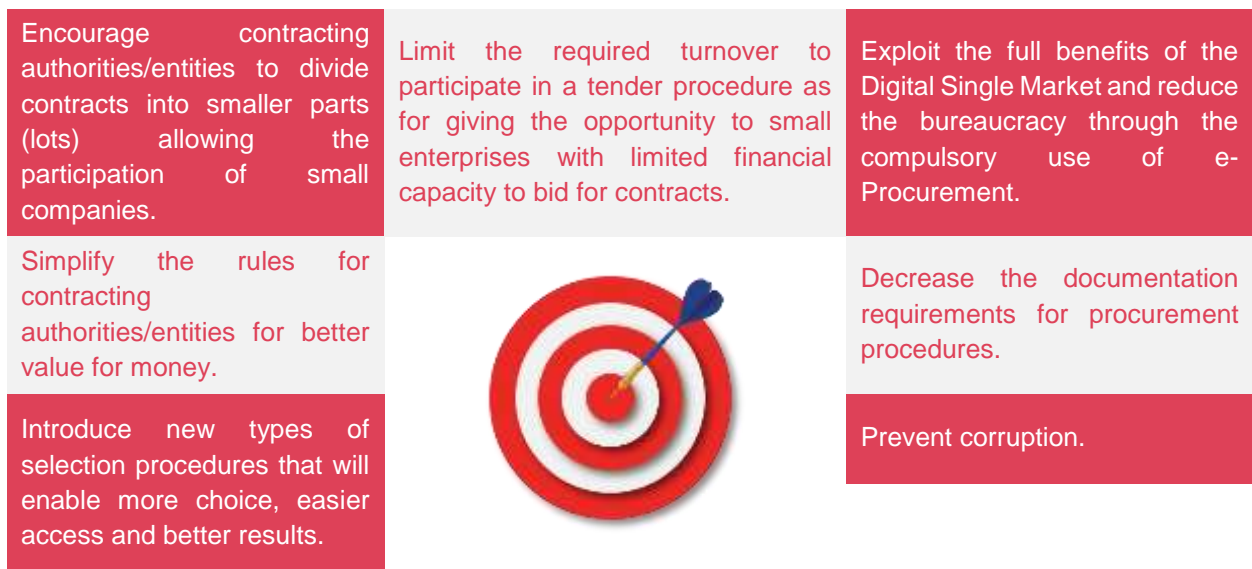 Encourage contracting
authorities/entities to divide
contracts into smaller parts
(lots) allowing the
participation of small
companies.
Limit the required turnover to
participate in a tender procedure as
for giving the opportunity to small
enterprises with limited financial
capacity to bid for contracts.
Exploit the full benefits of the
Digital Single Market and reduce
the bureaucracy through the
compulsory use of e-
Procurement.
Simplify the rules for
contracting
authorities/entities for better
value for money.
Decrease the documentation
requirements for procurement
procedures.
Introduce new types of
selection procedures that will
enable more choice, easier
access and better results.
Prevent corruption.